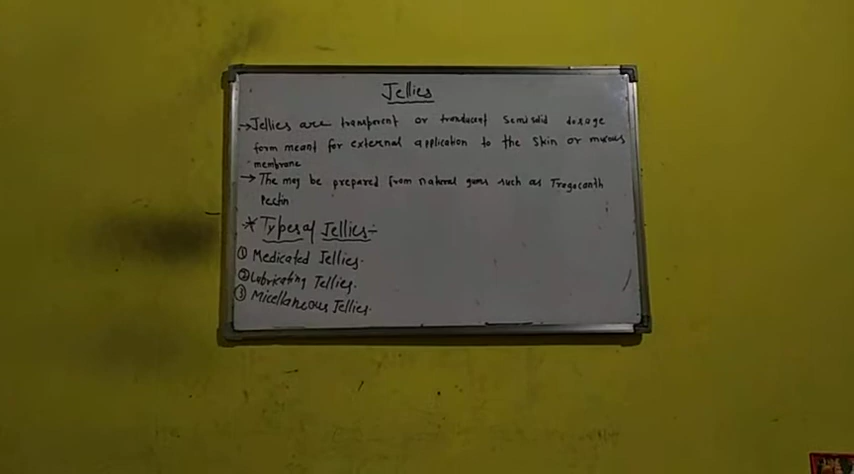 Jellies
→ Jellies are transparent or translucent semisolid dosage
form meant for external application to the skin or mucous
membrane
→ The may be prepared from natural gums such as Tragacanth
Pectin
* Types of Jellies:-
① Medicated Jellies.
② Lubricating Jellies.
③ Micellaneous Jellies.